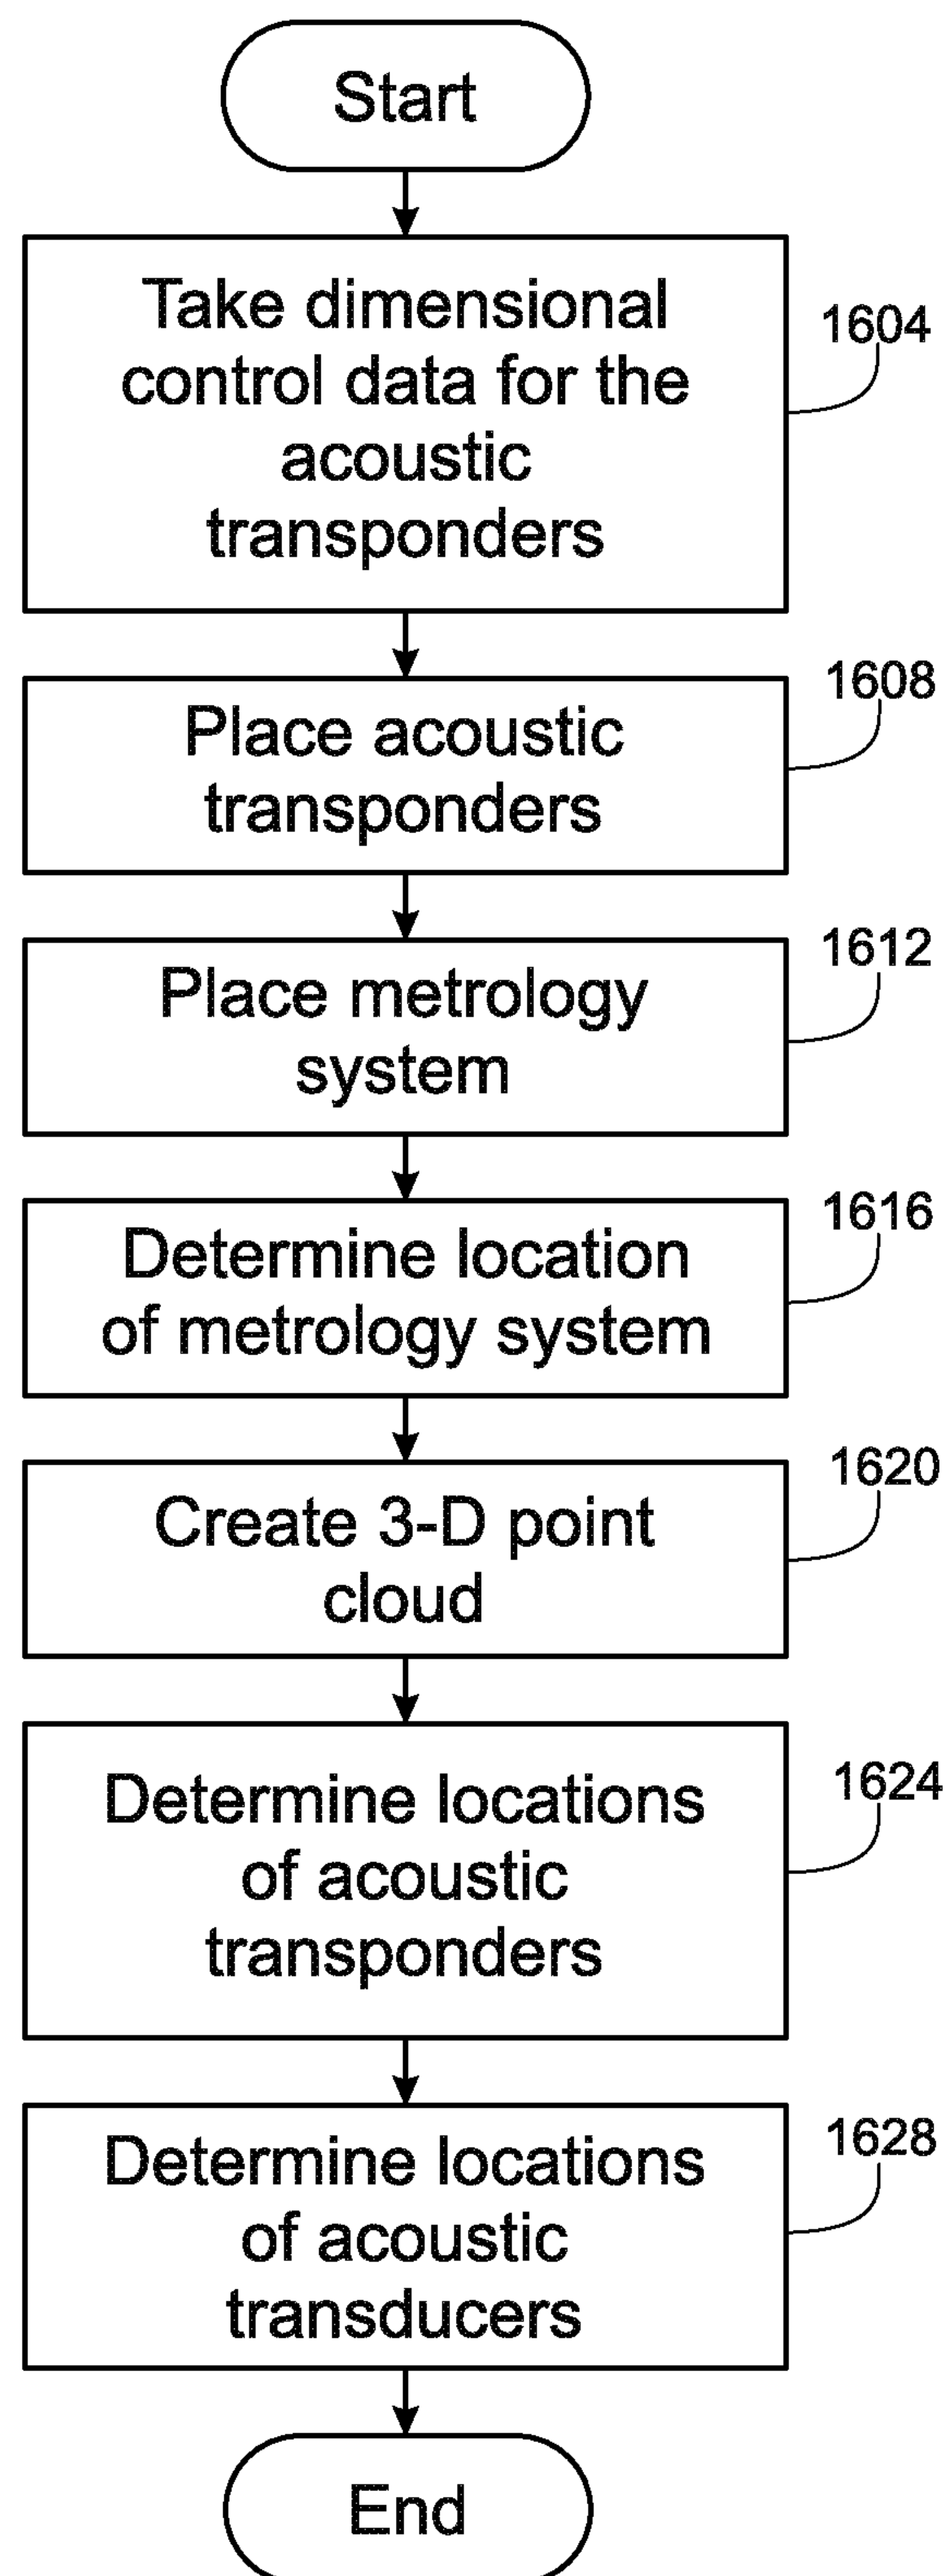 Start
Take dimensional
control data for the
acoustic
transponders
1604
Place acoustic
transponders
1608
Place metrology
system
1612
Determine location
of metrology system
1616
Create 3-D point
cloud
1620
Determine locations
of acoustic
transponders
1624
Determine locations
of acoustic
transducers
1628
End